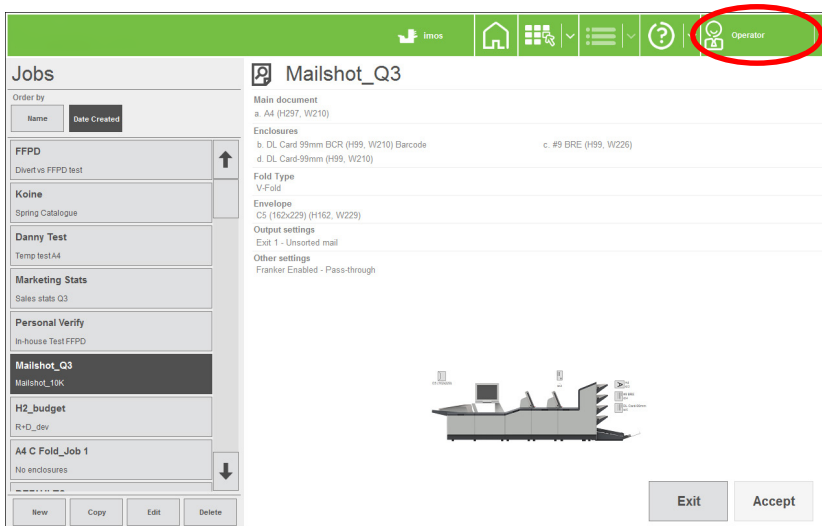 imos
Operator
Jobs
Order by
Name
Date Created
FFPD
Divert vs FFPD test
Koine
Spring Catalogue
Danny Test
Temp test A4
Marketing Stats
Sales stats Q3
Personal Verify
In-house Test FFPD
Mailshot_Q3
Mailshot_10K
H2_budget
R+D_dev
A4 C Fold_Job 1
No enclosures
New
Copy
Edit
Delete
Mailshot_Q3
Main document
a. A4 (H297, W210)
Enclosures
b. DL Card 99mm BCR (H99, W210) Barcode
c. #9 BRE (H99, W226)
d. DL Card-99mm (H99, W210)
Fold Type
V-Fold
Envelope
C5 (162x229) (H162, W229)
Output settings
Exit 1 - Unsorted mail
Other settings
Franker Enabled - Pass-through
Exit
Accept